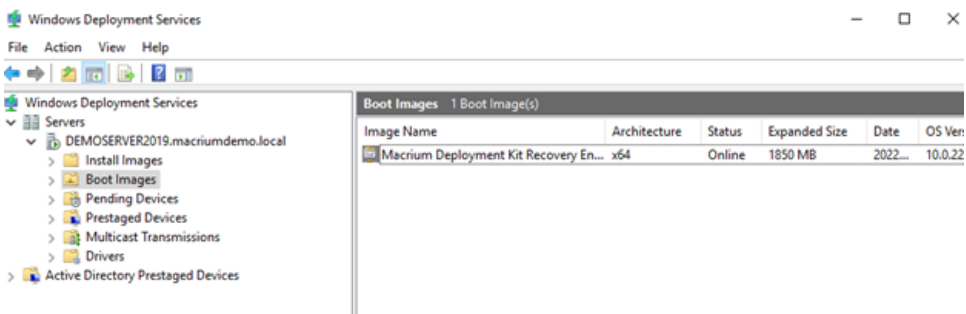 Windows Deployment Services
File Action View Help
Windows Deployment Services
Servers
DEMOSERVER2019.macriumdemo.local
Install Images
Boot Images
Pending Devices
Prestaged Devices
Multicast Transmissions
Drivers
Active Directory Prestaged Devices
Boot Images 1 Boot Image(s)
Image Name Architecture Status Expanded Size Date OS Vers
Macrium Deployment Kit Recovery En... x64 Online 1850 MB 2022... 10.0.22